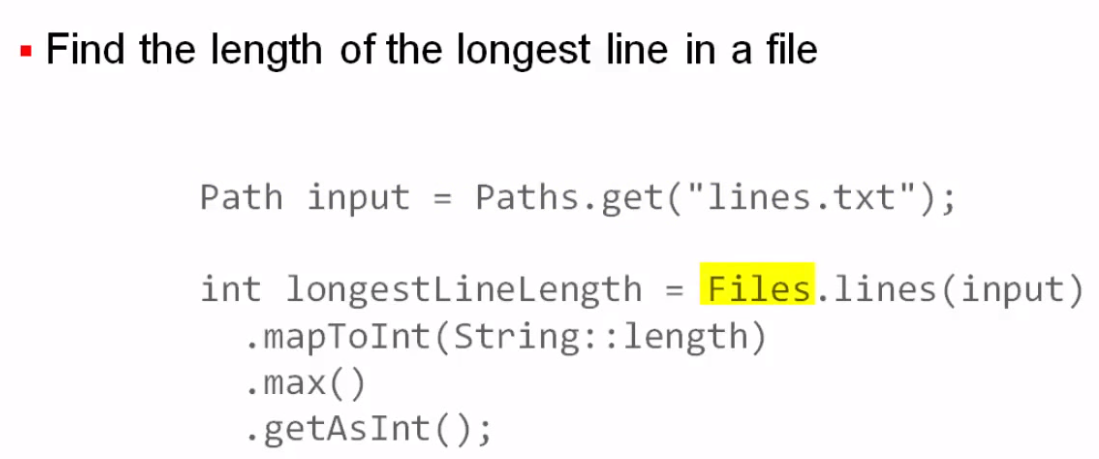 ▪ Find the length of the longest line in a file
Path input = Paths.get("lines.txt");
int longestLineLength = Files.lines(input)
.mapToInt(String::length)
.max()
.getAsInt();